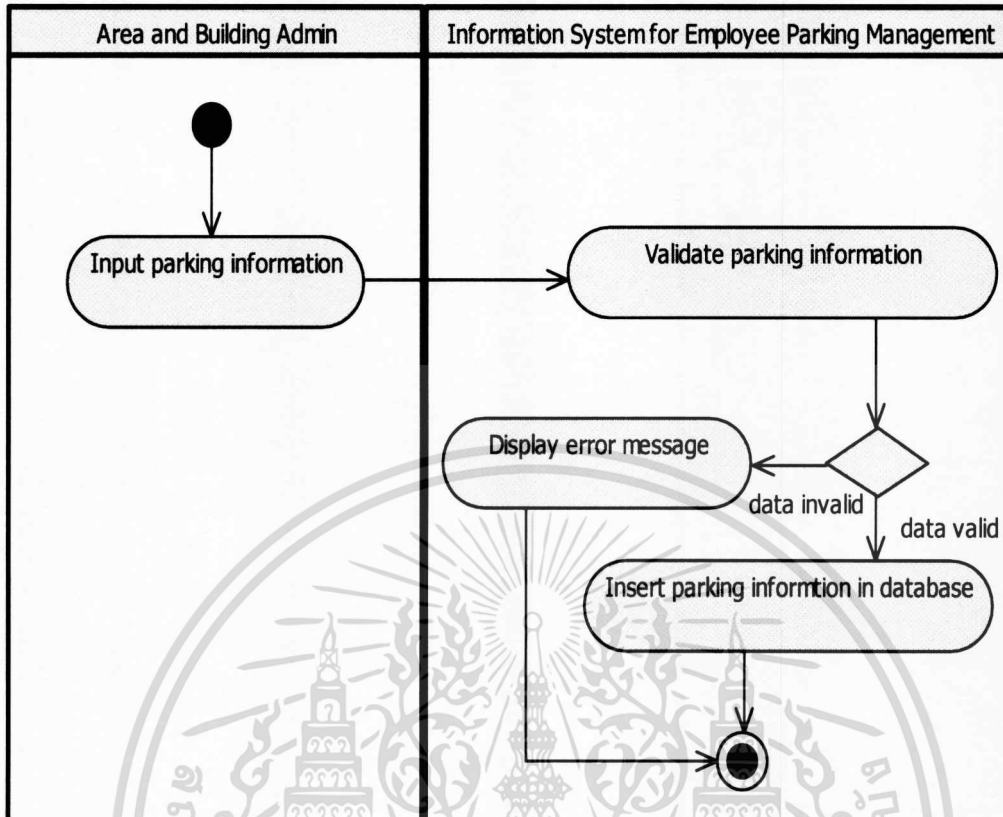 Area and Building Admin
Information System for Employee Parking Management
Input parking information
Validate parking information
Display error message
data invalid
data valid
Insert parking informtion in database